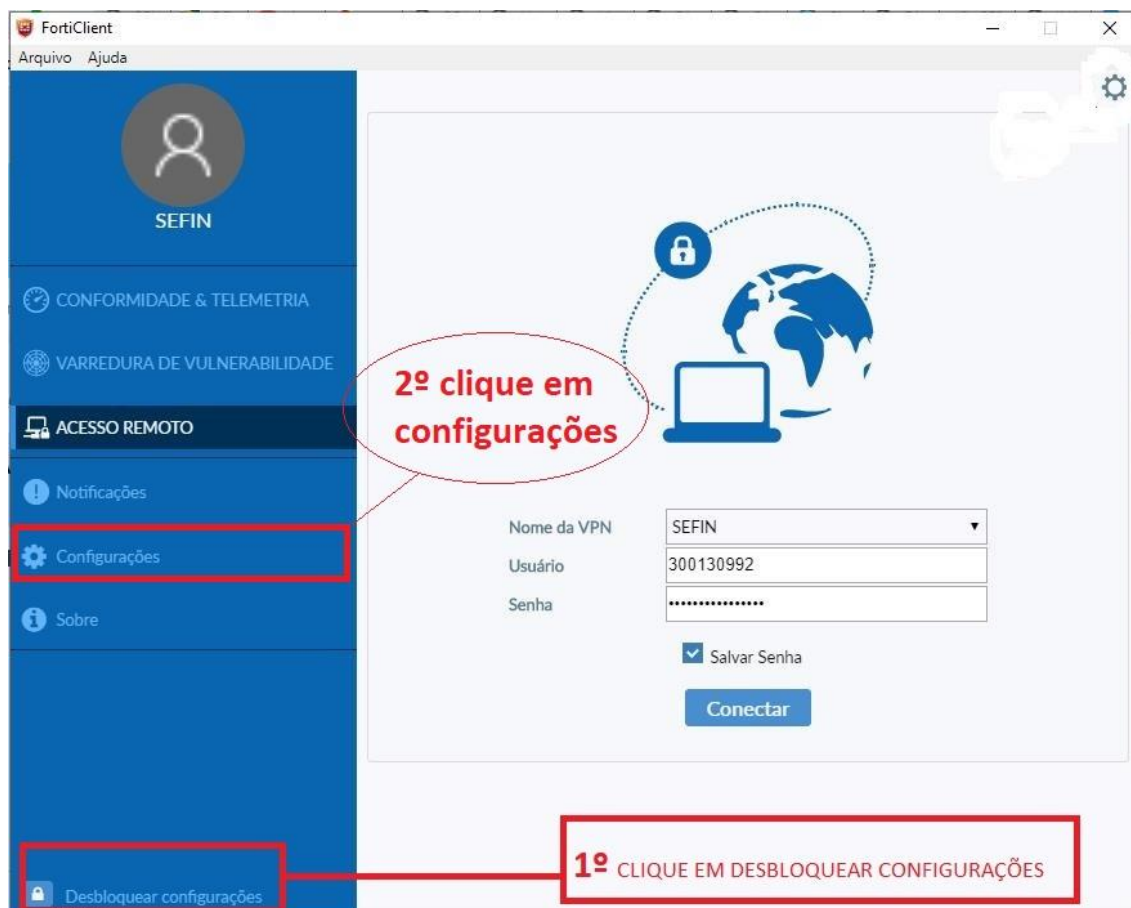 FortiClient
Arquivo Ajuda
SEFIN
CONFORMIDADE & TELEMETRIA
VARREDURA DE VULNERABILIDADE
ACESSO REMOTO
Notificações
Configurações
Sobre
Desbloquear configurações
2º clique em
configurações
Nome da VPN SEFIN
Usuário 300130992
Senha ••••••••••••••••
Salvar Senha
Conectar
1º CLIQUE EM DESBLOQUEAR CONFIGURAÇÕES